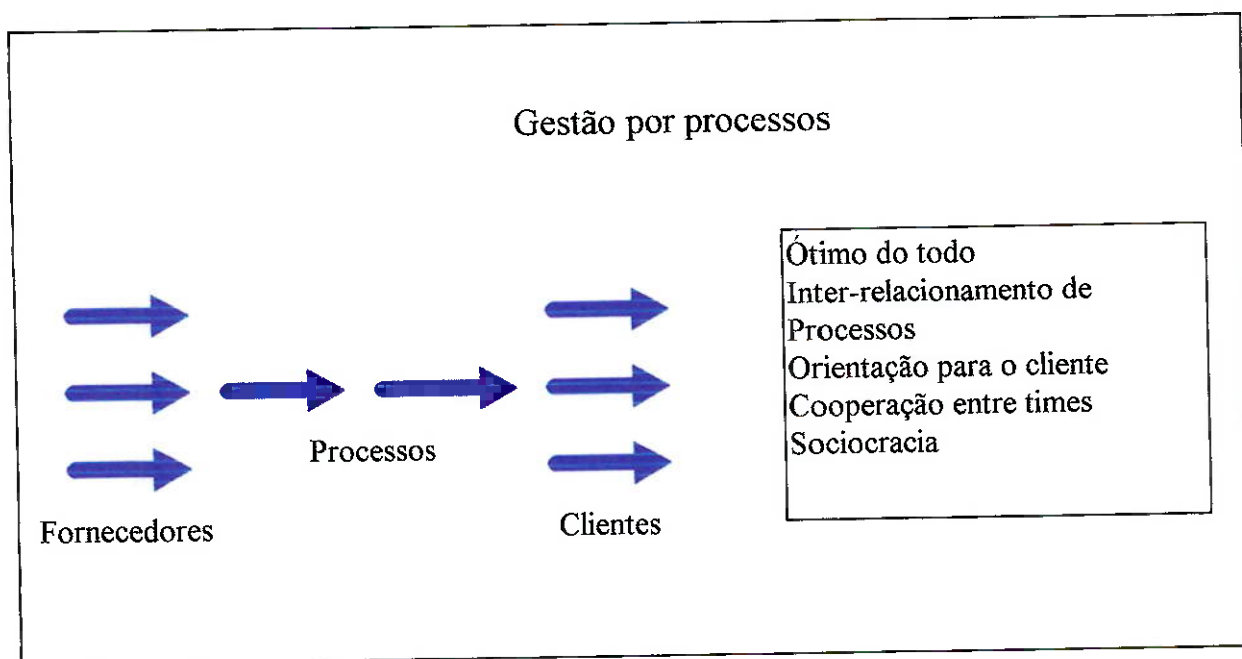 Gestão por processos
Ótimo do todo
Inter-relacionamento de
Processos
Orientação para o cliente
Cooperação entre times
Sociocracia
Processos
Fornecedores
Clientes